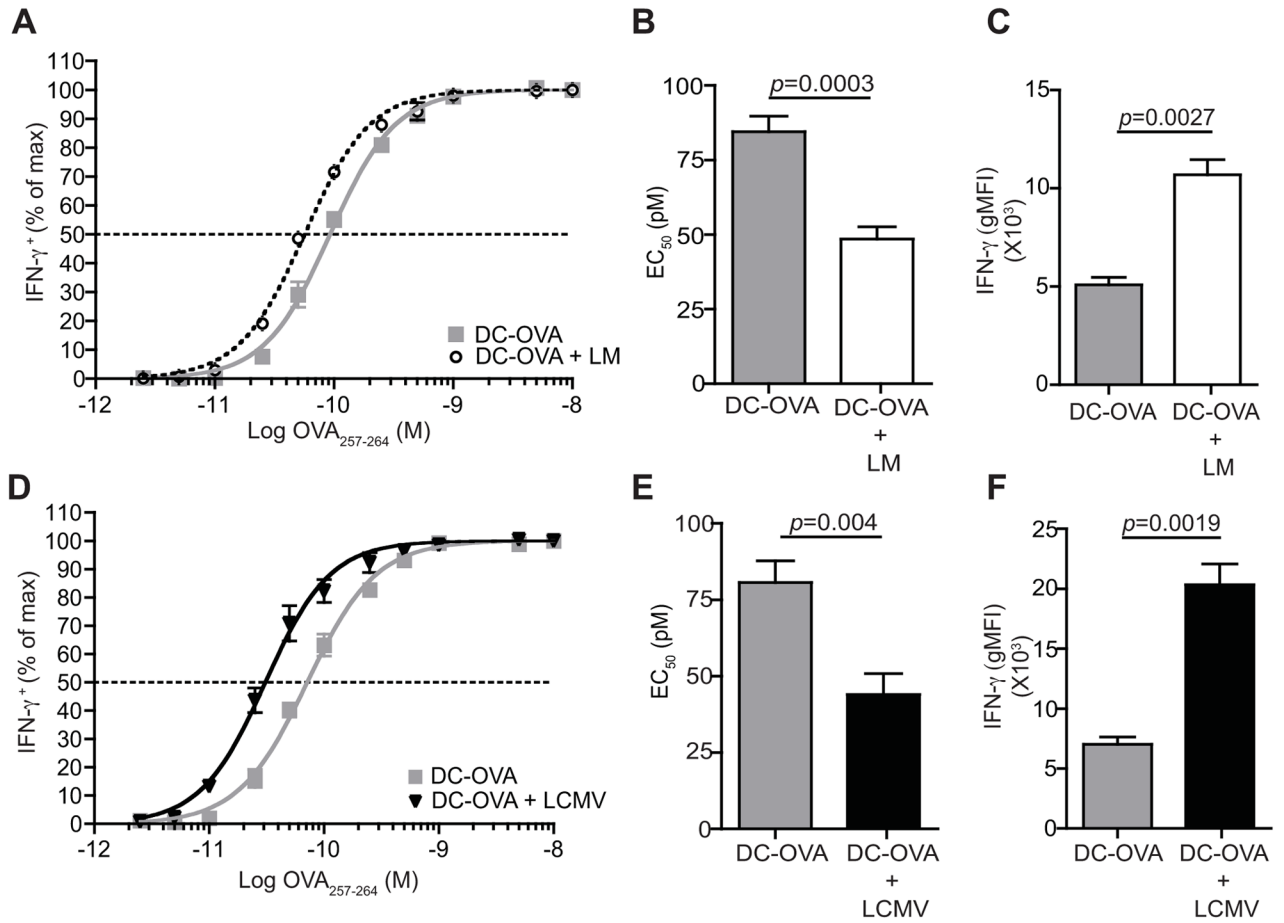 A
IFN-γ+ (% of max)
110
100
90
80
70
60
50
40
30
20
10
0
-12
-11
-10
-9
-8
Log OVA257-264 (M)
DC-OVA
DC-OVA + LM
B
EC50 (pM)
100
75
50
25
0
p=0.0003
DC-OVA
DC-OVA
+
LM
C
IFN-γ (gMFI)
(X10³)
15
10
5
0
p=0.0027
DC-OVA
DC-OVA
+
LM
D
IFN-γ+ (% of max)
110
100
90
80
70
60
50
40
30
20
10
0
-12
-11
-10
-9
-8
Log OVA257-264 (M)
DC-OVA
DC-OVA + LCMV
E
EC50 (pM)
100
75
50
25
0
p=0.004
DC-OVA
DC-OVA
+
LCMV
F
IFN-γ (gMFI)
(X10³)
25
20
15
10
5
0
p=0.0019
DC-OVA
DC-OVA
+
LCMV